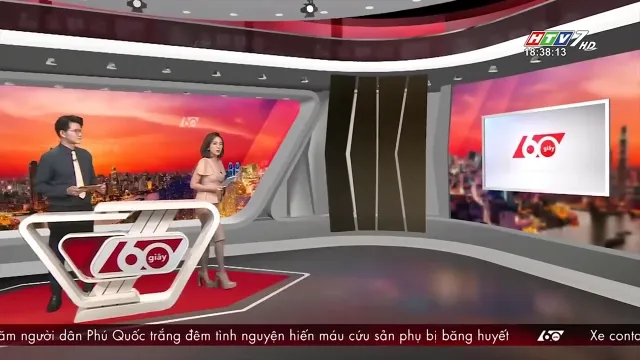 HTV7 HD
18:38:13
60 giây
60 giây
60 giây
ăm người dân Phú Quốc trắng đêm tình nguyện hiến máu cứu sản phụ bị băng huyết 60 Xe conta